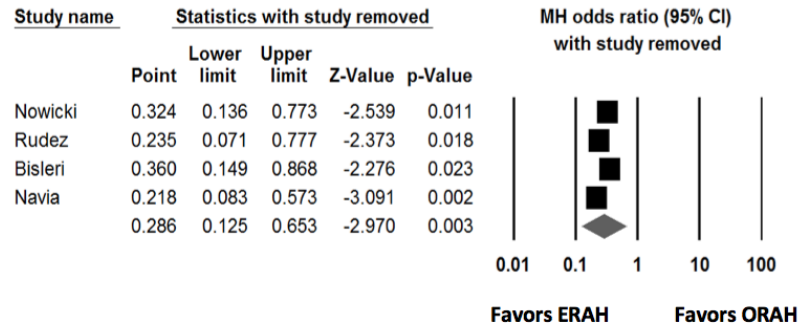 Study name Statistics with study removed MH odds ratio (95% CI)
with study removed
Lower Upper
Point limit limit Z-Value p-Value
Nowicki 0.324 0.136 0.773 -2.539 0.011
Rudez 0.235 0.071 0.777 -2.373 0.018
Bisleri 0.360 0.149 0.868 -2.276 0.023
Navia 0.218 0.083 0.573 -3.091 0.002
0.286 0.125 0.653 -2.970 0.003
0.01 0.1 1 10 100
Favors ERAH Favors ORAH